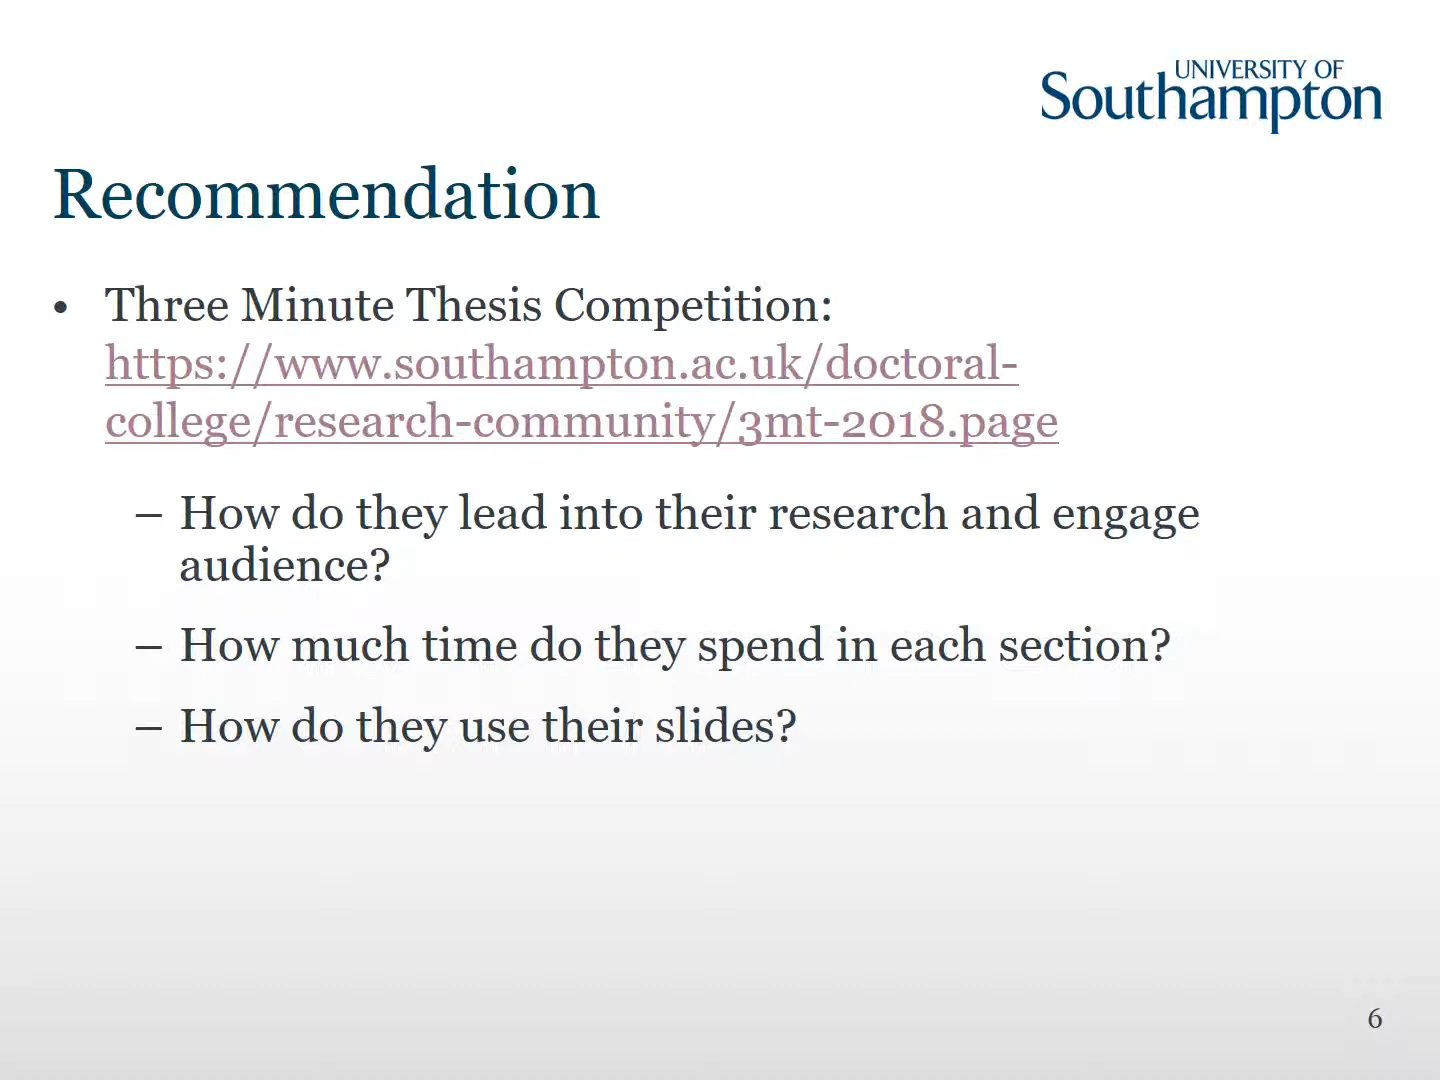 UNIVERSITY OF
Southampton
Recommendation
• Three Minute Thesis Competition:
https://www.southampton.ac.uk/doctoral-
college/research-community/3mt-2018.page
– How do they lead into their research and engage
audience?
– How much time do they spend in each section?
– How do they use their slides?
6